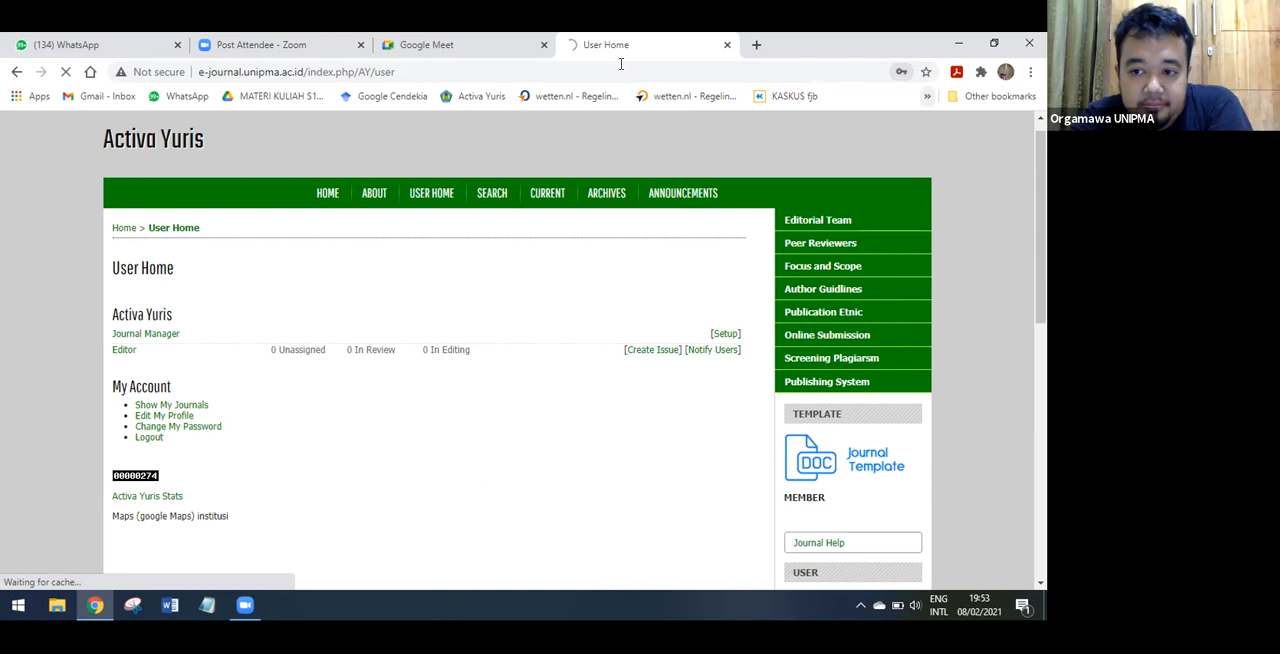 (134) WhatsApp
Post Attendee - Zoom
Google Meet
User Home
Not secure
e-journal.unipma.ac.id/index.php/AY/user
Apps
Gmail - Inbox
WhatsApp
MATERI KULIAH S1...
Google Cendekia
Activa Yuris
wetten.nl - Regelin...
wetten.nl - Regelin...
KASKUS fjb
»
Other bookmarks
Orgamawa UNIPMA
Activa Yuris
HOME
ABOUT
USER HOME
SEARCH
CURRENT
ARCHIVES
ANNOUNCEMENTS
Home > User Home
User Home
Activa Yuris
Journal Manager [Setup]
Editor 0 Unassigned 0 In Review 0 In Editing [Create Issue] [Notify Users]
My Account
Show My Journals
Edit My Profile
Change My Password
Logout
00000274
Activa Yuris Stats
Maps (google Maps) institusi
Editorial Team
Peer Reviewers
Focus and Scope
Author Guidlines
Publication Etnic
Online Submission
Screening Plagiarsm
Publishing System
TEMPLATE
DOC
Journal
Template
MEMBER
Journal Help
USER
Waiting for cache...
ENG
INTL
19:53
08/02/2021
1